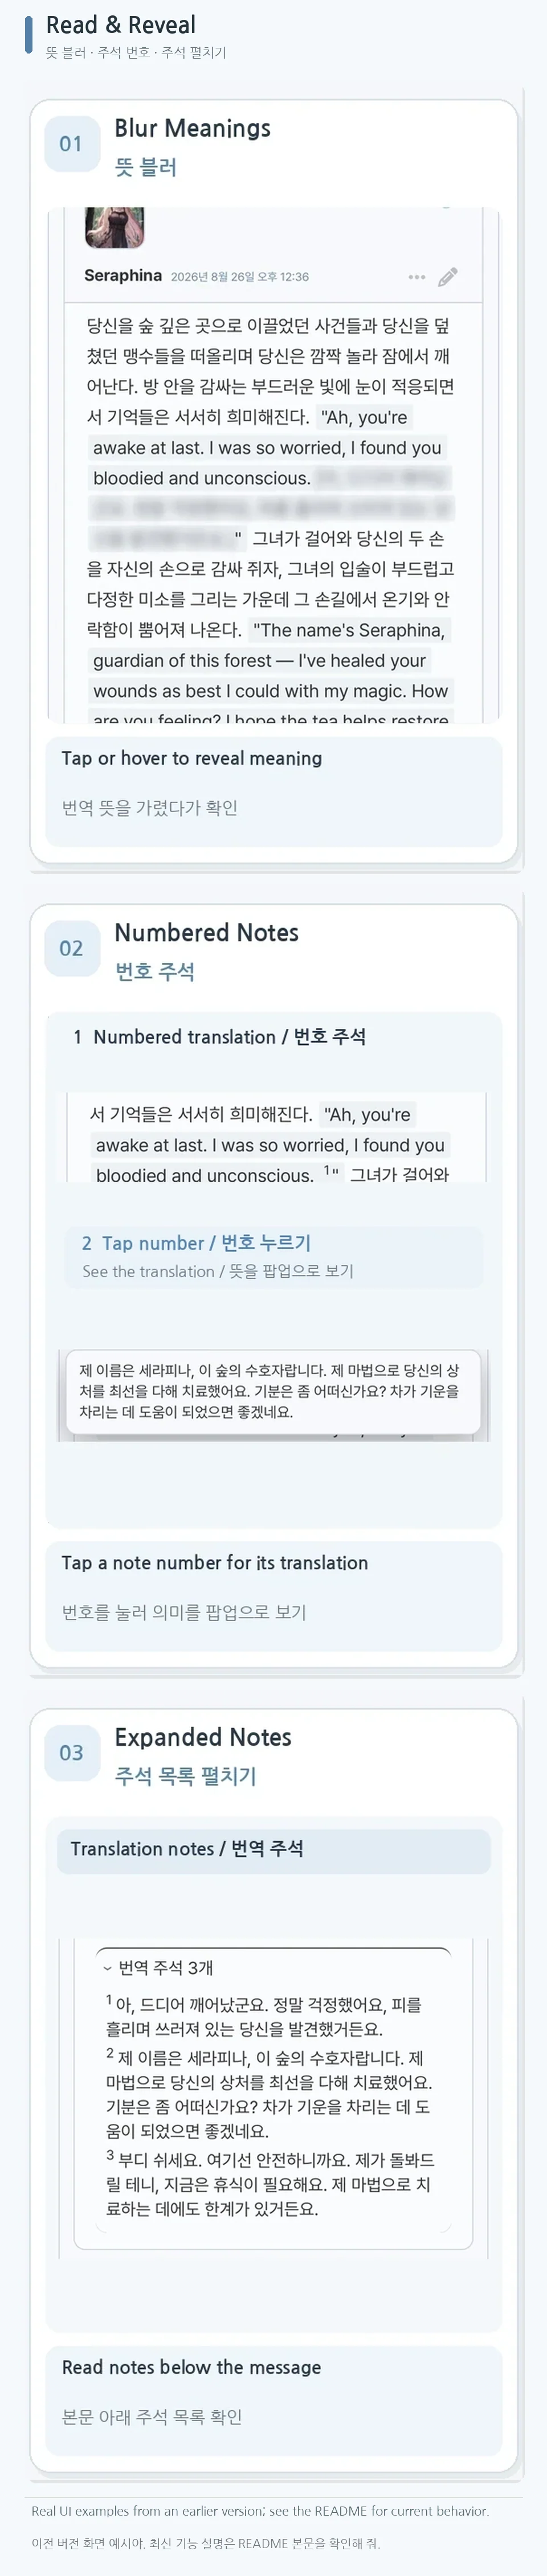 Read & Reveal
뜻 블러 · 주석 번호 · 주석 펼치기
01
Blur Meanings
뜻 블러
Seraphina 2026년 8월 26일 오후 12:36
당신을 숲 깊은 곳으로 이끌었던 사건들과 당신을 덮
쳤던 맹수들을 떠올리며 당신은 깜짝 놀라 잠에서 깨
어난다. 방 안을 감싸는 부드러운 빛에 눈이 적응되면
서 기억들은 서서히 희미해진다. "Ah, you're
awake at last. I was so worried, I found you
bloodied and unconscious.
" 그녀가 걸어와 당신의 두 손
을 자신의 손으로 감싸 쥐자, 그녀의 입술이 부드럽고
다정한 미소를 그리는 가운데 그 손길에서 온기와 안
락함이 뿜어져 나온다. "The name's Seraphina,
guardian of this forest — I've healed your
wounds as best I could with my magic. How
are you feeling? I hope the tea helps restore
Tap or hover to reveal meaning
번역 뜻을 가렸다가 확인
02
Numbered Notes
번호 주석
1 Numbered translation / 번호 주석
서 기억들은 서서히 희미해진다. "Ah, you're
awake at last. I was so worried, I found you
bloodied and unconscious. 1" 그녀가 걸어와
2 Tap number / 번호 누르기
See the translation / 뜻을 팝업으로 보기
제 이름은 세라피나, 이 숲의 수호자랍니다. 제 마법으로 당신의 상
처를 최선을 다해 치료했어요. 기분은 좀 어떠신가요? 차가 기운을
차리는 데 도움이 되었으면 좋겠네요.
Tap a note number for its translation
번호를 눌러 의미를 팝업으로 보기
03
Expanded Notes
주석 목록 펼치기
Translation notes / 번역 주석
번역 주석 3개
1 아, 드디어 깨어났군요. 정말 걱정했어요, 피를
흘리며 쓰러져 있는 당신을 발견했거든요.
2 제 이름은 세라피나, 이 숲의 수호자랍니다. 제
마법으로 당신의 상처를 최선을 다해 치료했어요.
기분은 좀 어떠신가요? 차가 기운을 차리는 데 도
움이 되었으면 좋겠네요.
3 부디 쉬세요. 여기선 안전하니까요. 제가 돌봐드
릴 테니, 지금은 휴식이 필요해요. 제 마법으로 치
료하는 데에도 한계가 있거든요.
Read notes below the message
본문 아래 주석 목록 확인
Real UI examples from an earlier version; see the README for current behavior.
이전 버전 화면 예시야. 최신 기능 설명은 README 본문을 확인해 줘.